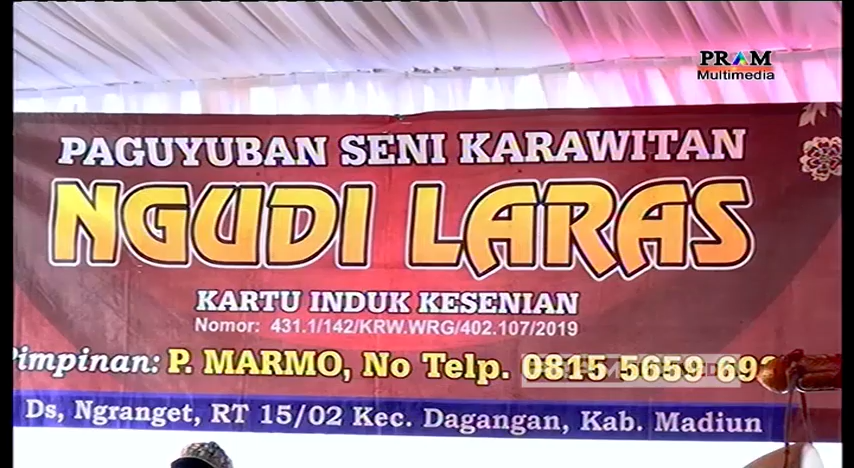 PRAM
Multimedia
PAGUYUBAN SENI KARAWITAN
NGUDI LARAS
KARTU INDUK KESENIAN
Nomor: 431.1/142/KRW.WRG/402.107/2019
Pimpinan: P. MARMO, No Telp. 0815 5659
Ds, Ngranget, RT 15/02 Kec. Dagangan, Kab. Madiun